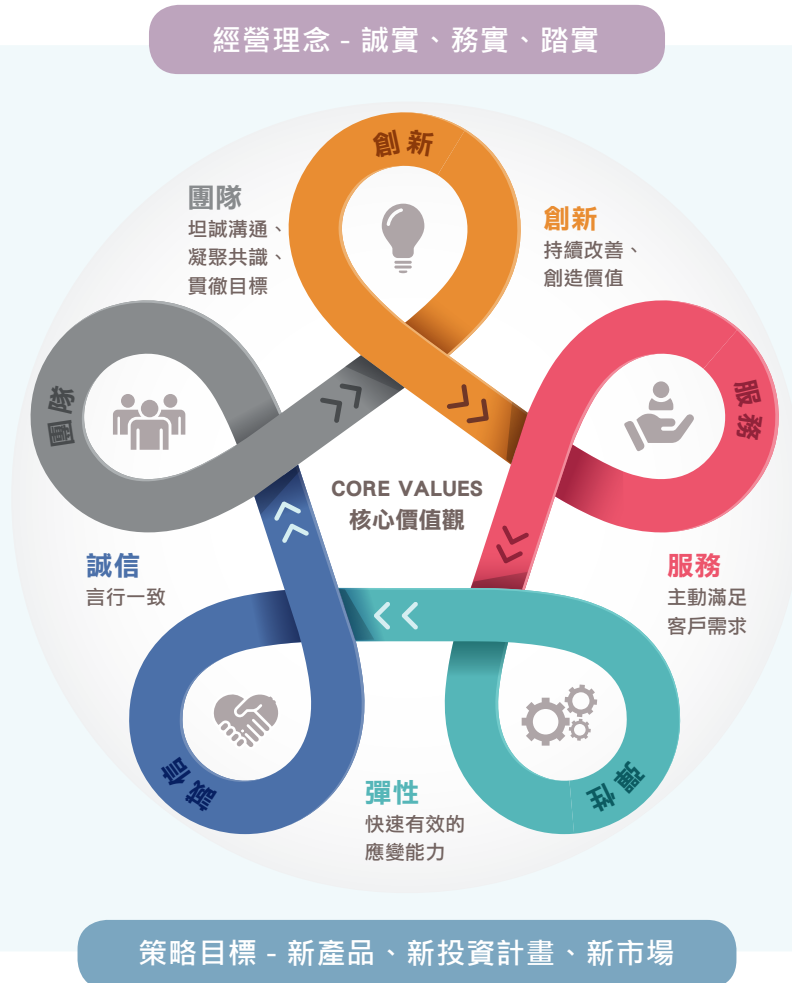 經營理念 - 誠實、務實、踏實
創新
團隊
坦誠溝通、
凝聚共識、
貫徹目標
創新
持續改善、
創造價值
團隊
服務
CORE VALUES
核心價值觀
誠信
言行一致
服務
主動滿足
客戶需求
誠信
彈性
彈性
快速有效的
應變能力
策略目標 - 新產品、新投資計畫、新市場